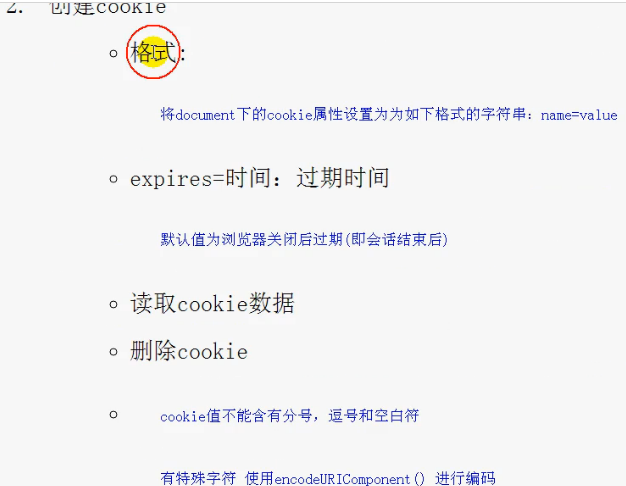 2. 创建cookie
格式:
将document下的cookie属性设置为为如下格式的字符串：name=value
expires=时间：过期时间
默认值为浏览器关闭后过期(即会话结束后)
读取cookie数据
删除cookie
cookie值不能含有分号，逗号和空白符
有特殊字符 使用encodeURIComponent() 进行编码